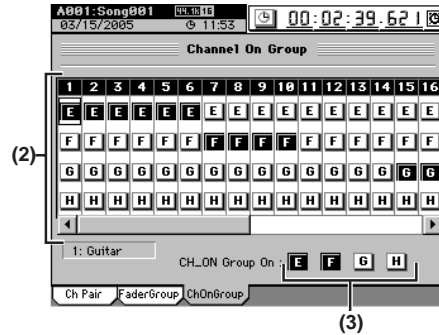 A001:Song001 44.1k 16 00:02:39.621
03/15/2005 11:53
Channel On Group
1 2 3 4 5 6 7 8 9 10 11 12 13 14 15 16
E E E E E E E E E E E E E E E E
F F F F F F F F F F F F F F F F
(2)
G G G G G G G G G G G G G G G G
H H H H H H H H H H H H H H H H
1: Guitar
CH_ON Group On : E F G H
Ch Pair FaderGroup ChOnGroup
(3)